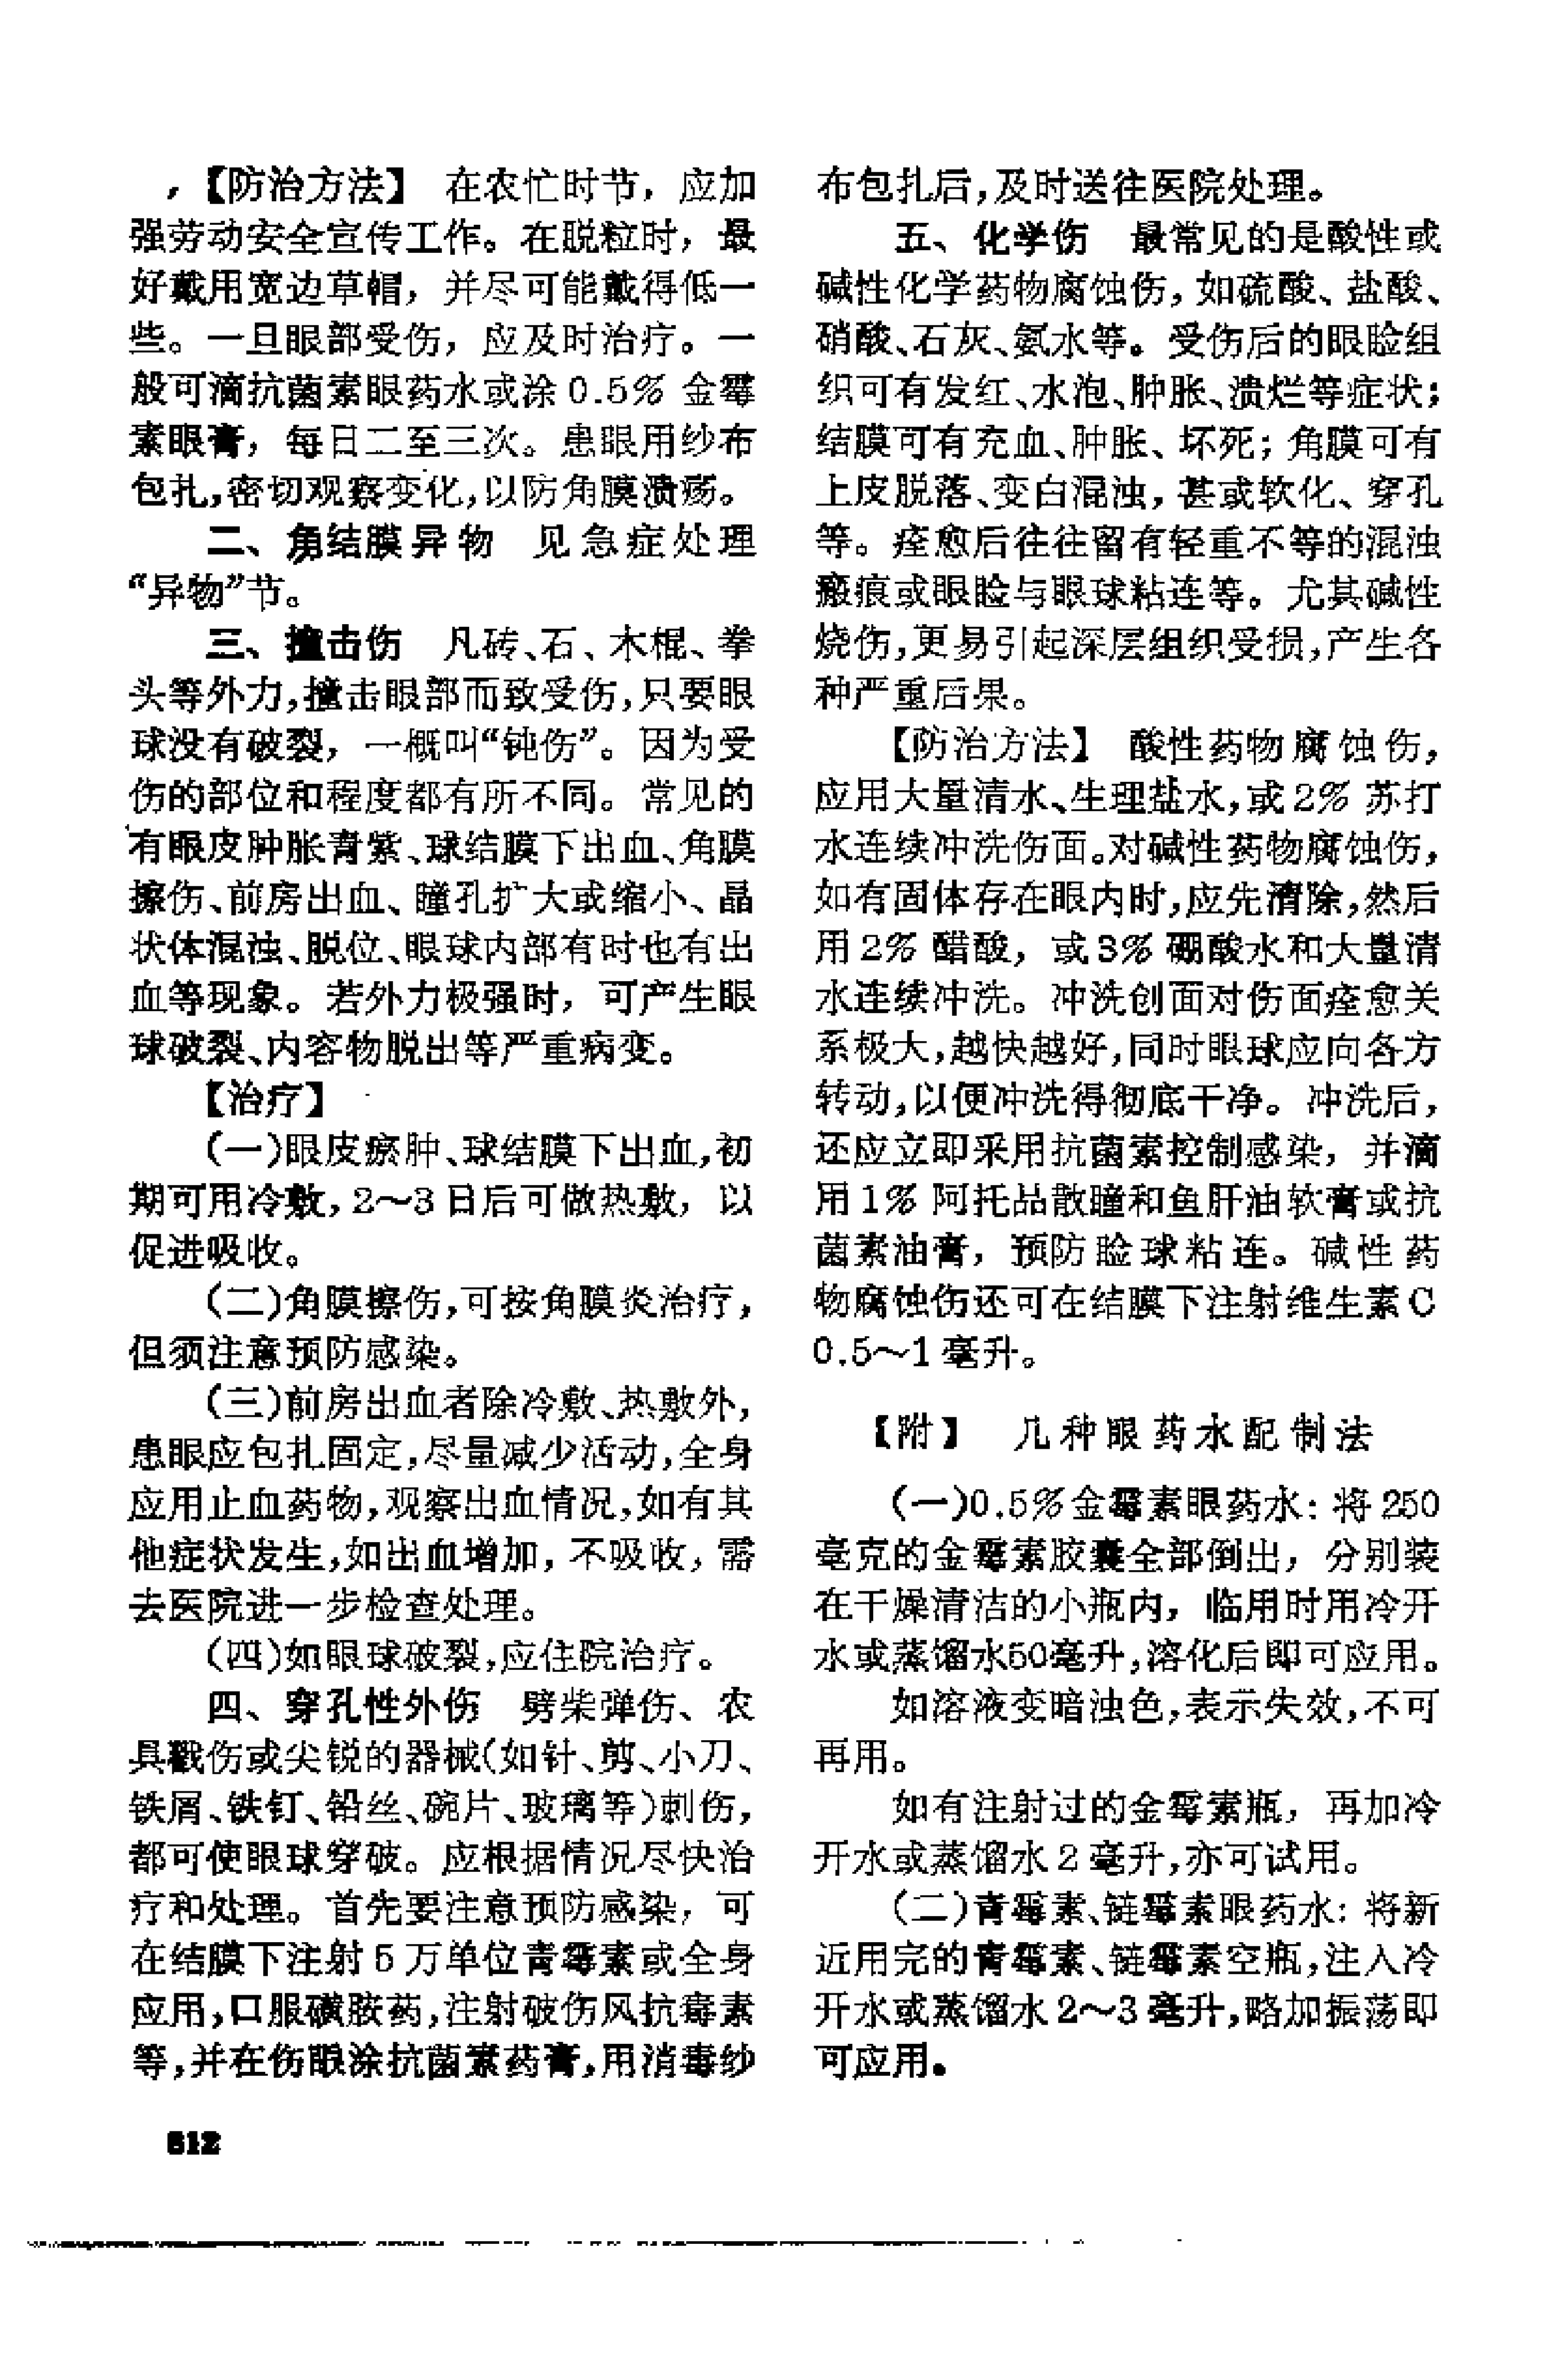 【防治方法】 在农忙时节，应加
强劳动安全宣传工作。在脱粒时，最
好戴用宽边草帽，并尽可能戴得低一
些。一旦眼部受伤，应及时治疗。一
般可滴抗菌素眼药水或涂0.5% 金霉
素眼膏，每日二至三次。患眼用纱布
包扎，密切观察变化，以防角膜溃疡。
二、角结膜异物 见急症处理
“异物”节。
三、撞击伤 凡砖、石、木棍、拳
头等外力，撞击眼部而致受伤，只要眼
球没有破裂，一概叫“钝伤”。因为受
伤的部位和程度都有所不同。常见的
有眼皮肿胀青紫、球结膜下出血、角膜
擦伤、前房出血、瞳孔扩大或缩小、晶
状体混浊、脱位、眼球内部有时也有出
血等现象。若外力极强时，可产生眼
球破裂、内容物脱出等严重病变。
【治疗】
(一)眼皮瘀肿、球结膜下出血，初
期可用冷敷，2～3日后可做热敷，以
促进吸收。
(二)角膜擦伤，可按角膜炎治疗，
但须注意预防感染。
(三)前房出血者除冷敷、热敷外，
患眼应包扎固定，尽量减少活动，全身
应用止血药物，观察出血情况，如有其
他症状发生，如出血增加，不吸收，需
去医院进一步检查处理。
(四)如眼球破裂，应住院治疗。
四、穿孔性外伤 劈柴弹伤、农
具戳伤或尖锐的器械(如针、剪、小刀、
铁屑、铁钉、铅丝、碗片、玻璃等)刺伤，
都可使眼球穿破。应根据情况尽快治
疗和处理。首先要注意预防感染，可
在结膜下注射5万单位青霉素或全身
应用，口服磺胺药，注射破伤风抗毒素
等，并在伤眼涂抗菌素药膏，用消毒纱
布包扎后，及时送往医院处理。
五、化学伤 最常见的是酸性或
碱性化学药物腐蚀伤，如硫酸、盐酸、
硝酸、石灰、氨水等。受伤后的眼睑组
织可有发红、水泡、肿胀、溃烂等症状；
结膜可有充血、肿胀、坏死；角膜可有
上皮脱落、变白混浊，甚或软化、穿孔
等。痊愈后往往留有轻重不等的混浊
瘢痕或眼睑与眼球粘连等。尤其碱性
烧伤，更易引起深层组织受损，产生各
种严重后果。
【防治方法】 酸性药物腐蚀伤，
应用大量清水、生理盐水，或2% 苏打
水连续冲洗伤面。对碱性药物腐蚀伤，
如有固体存在眼内时，应先清除，然后
用2% 醋酸，或3% 硼酸水和大量清
水连续冲洗。冲洗创面对伤面痊愈关
系极大，越快越好，同时眼球应向各方
转动，以便冲洗得彻底干净。冲洗后，
还应立即采用抗菌素控制感染，并滴
用1% 阿托品散瞳和鱼肝油软膏或抗
菌素油膏，预防睑球粘连。碱性药
物腐蚀伤还可在结膜下注射维生素C
0.5～1毫升。
【附】 几种眼药水配制法
(一)0.5%金霉素眼药水：将250
毫克的金霉素胶囊全部倒出，分别装
在干燥清洁的小瓶内，临用时用冷开
水或蒸馏水50毫升，溶化后即可应用。
如溶液变暗浊色，表示失效，不可
再用。
如有注射过的金霉素瓶，再加冷
开水或蒸馏水2毫升，亦可试用。
(二)青霉素、链霉素眼药水：将新
近用完的青霉素、链霉素空瓶，注入冷
开水或蒸馏水2～3毫升，略加振荡即
可应用。
612